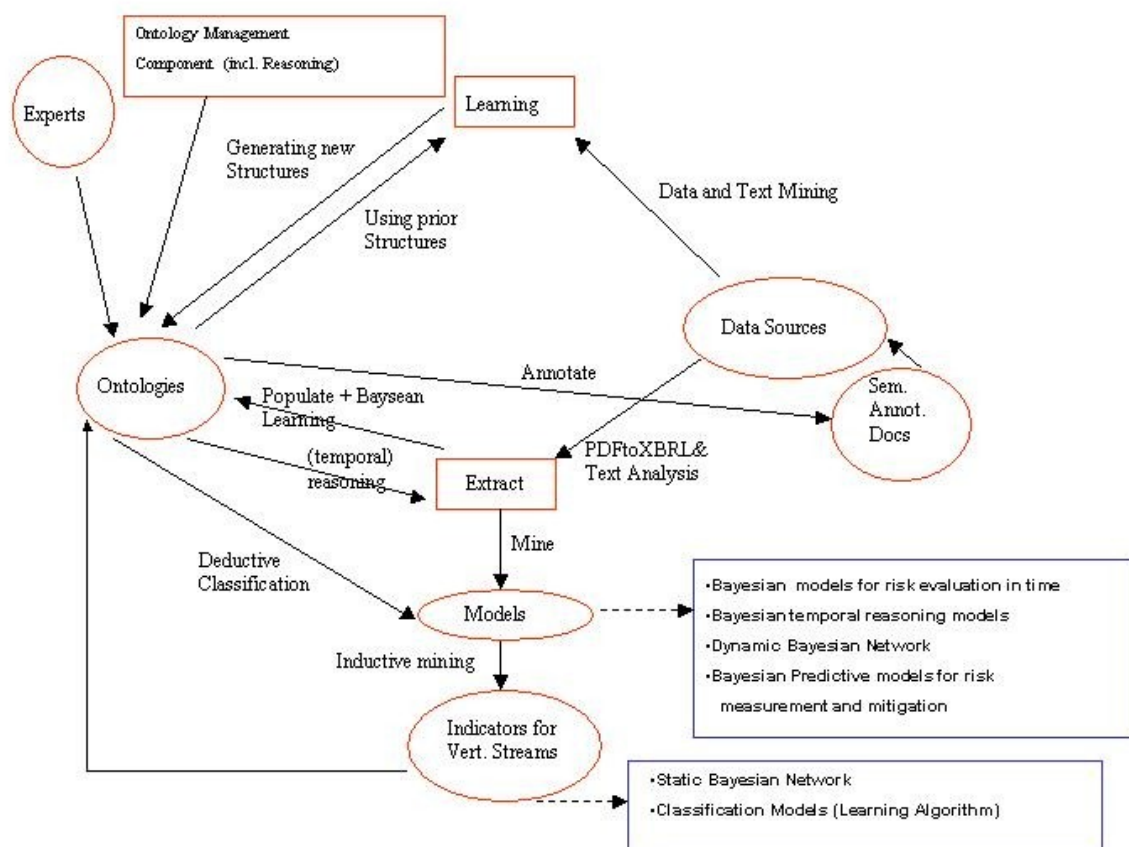 Ontology Management
Component (incl. Reasoning)
Experts
Learning
Generating new
Structures
Data and Text Mining
Using prior
Structures
Data Sources
Ontologies
Annotate
Sem.
Annot.
Docs
Populate + Baysean
Learning
(temporal)
reasoning
PDFtoXBRL&
Text Analysis
Extract
Mine
Deductive
Classification
•Bayesian models for risk evaluation in time
•Bayesian temporal reasoning models
•Dynamic Bayesian Network
•Bayesian Predictive models for risk
measurement and mitigation
Models
Inductive mining
Indicators for
Vert. Streams
•Static Bayesian Network
•Classification Models (Learning Algorithm)